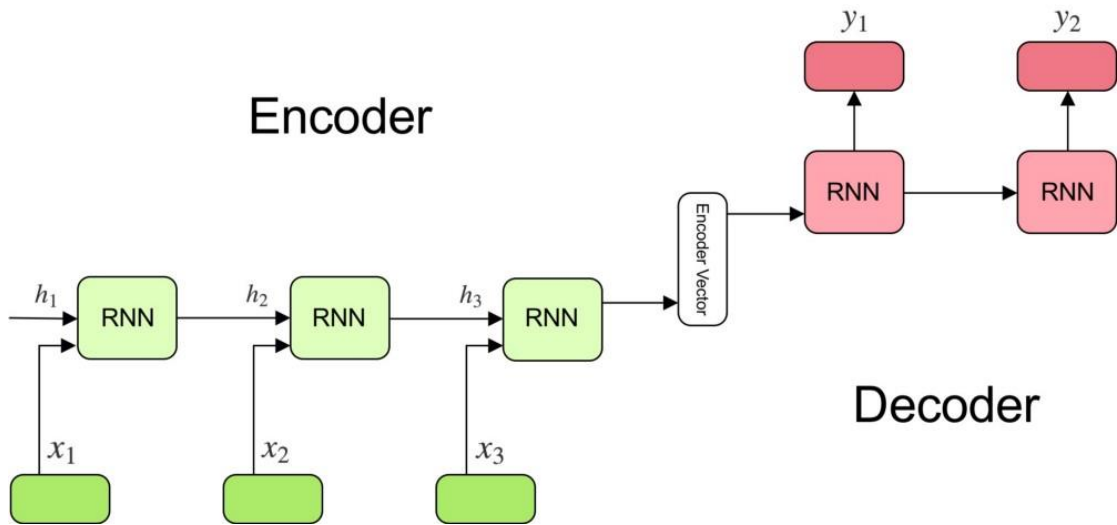 y₁
y₂
Encoder
RNN
RNN
Encoder Vector
h₁
RNN
h₂
RNN
h₃
RNN
Decoder
x₁
x₂
x₃